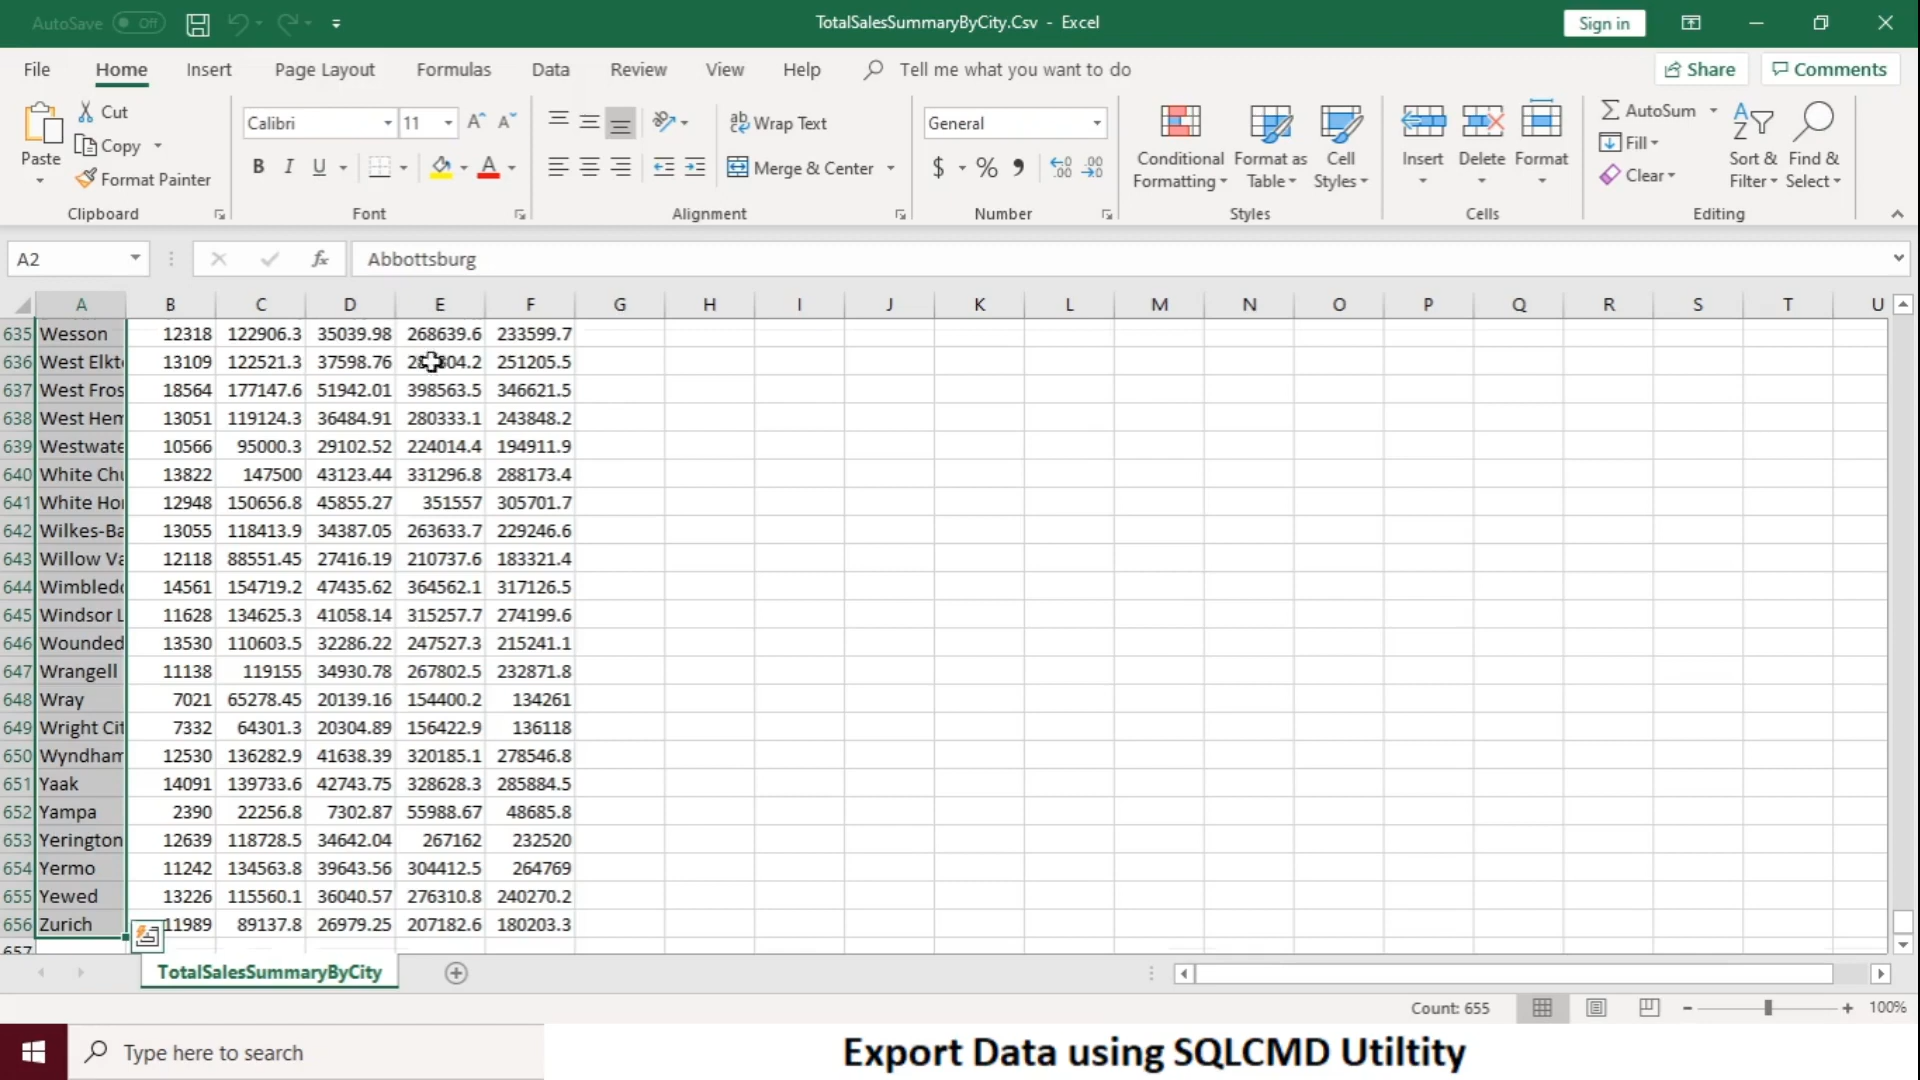 AutoSave Off TotalSalesSummaryByCity.Csv - Excel Sign in
File Home Insert Page Layout Formulas Data Review View Help Tell me what you want to do Share Comments
Cut Calibri 11 Wrap Text General AutoSum
Paste Copy Conditional Format as Cell Insert Delete Format Fill Sort & Find &
Format Painter B I U A Merge & Center $ % Formatting Table Styles Clear Filter Select
Clipboard Font Alignment Number Styles Cells Editing
A2 fx Abbottsburg
A B C D E F G H I J K L M N O P Q R S T U
635 Wesson 12318 122906.3 35039.98 268639.6 233599.7
636 West Elkt 13109 122521.3 37598.76 251205.5
637 West Fros 18564 177147.6 51942.01 398563.5 346621.5
638 West Hem 13051 119124.3 36484.91 280333.1 243848.2
639 Westwate 10566 95000.3 29102.52 224014.4 194911.9
640 White Chu 13822 147500 43123.44 331296.8 288173.4
641 White Hor 12948 150656.8 45855.27 351557 305701.7
642 Wilkes-Ba 13055 118413.9 34387.05 263633.7 229246.6
643 Willow Va 12118 88551.45 27416.19 210737.6 183321.4
644 Wimbledo 14561 154719.2 47435.62 364562.1 317126.5
645 Windsor L 11628 134625.3 41058.14 315257.7 274199.6
646 Wounded 13530 110603.5 32286.22 247527.3 215241.1
647 Wrangell 11138 119155 34930.78 267802.5 232871.8
648 Wray 7021 65278.45 20139.16 154400.2 134261
649 Wright Cit 7332 64301.3 20304.89 156422.9 136118
650 Wyndham 12530 136282.9 41638.39 320185.1 278546.8
651 Yaak 14091 139733.6 42743.75 328628.3 285884.5
652 Yampa 2390 22256.8 7302.87 55988.67 48685.8
653 Yerington 12639 118728.5 34642.04 267162 232520
654 Yermo 11242 134563.8 39643.56 304412.5 264769
655 Yewed 13226 115560.1 36040.57 276310.8 240270.2
656 Zurich 11989 89137.8 26979.25 207182.6 180203.3
657
TotalSalesSummaryByCity
Count: 655 100%
Type here to search Export Data using SQLCMD Utiltity